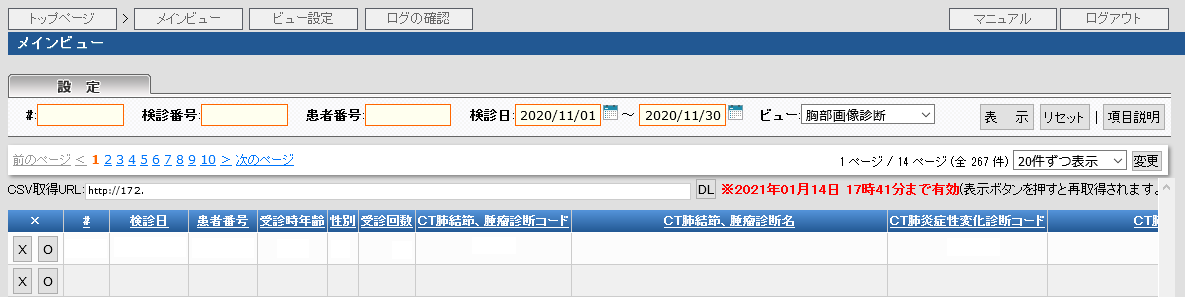 トップページ > メインビュー ビュー設定 ログの確認 マニュアル ログアウト
メインビュー
設 定
#: 検診番号: 患者番号: 検診日: 2020/11/01 ～ 2020/11/30 ビュー: 胸部画像診断 表 示 リセット | 項目説明
前のページ < 1 2 3 4 5 6 7 8 9 10 > 次のページ 1 ページ / 14 ページ (全 267 件) 20件ずつ表示 変更
CSV取得URL: http://172. DL ※2021年01月14日 17時41分まで有効(表示ボタンを押すと再取得されます。
× # 検診日 患者番号 受診時年齢 性別 受診回数 CT肺結節、腫瘤診断コード CT肺結節、腫瘤診断名 CT肺炎症性変化診断コード CT肺
X O
X O